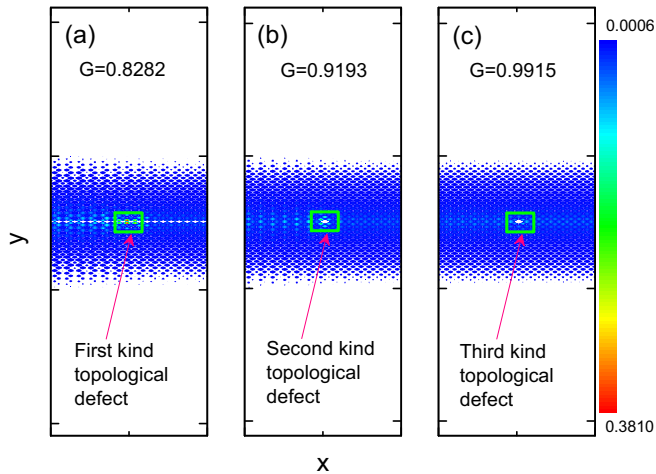 (a)
G=0.8282
First kind
topological
defect
(b)
G=0.9193
Second kind
topological
defect
(c)
G=0.9915
Third kind
topological
defect
0.0006
0.3810
y
x